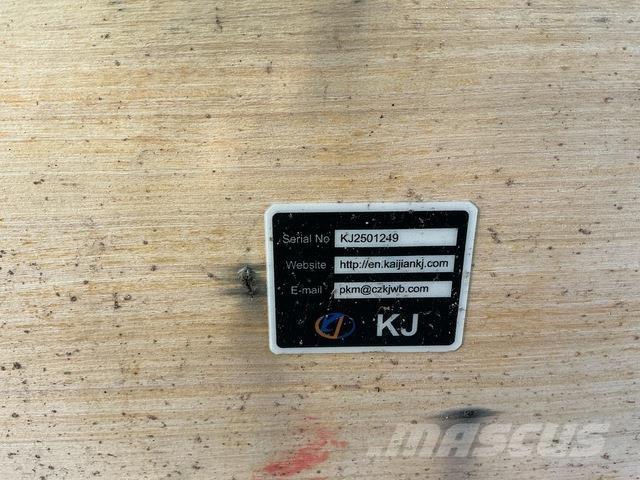 Serial No KJ2501249
Website http://en.kaijiankj.com
E-mail pkm@czkjwb.com
KJ
MASCUS